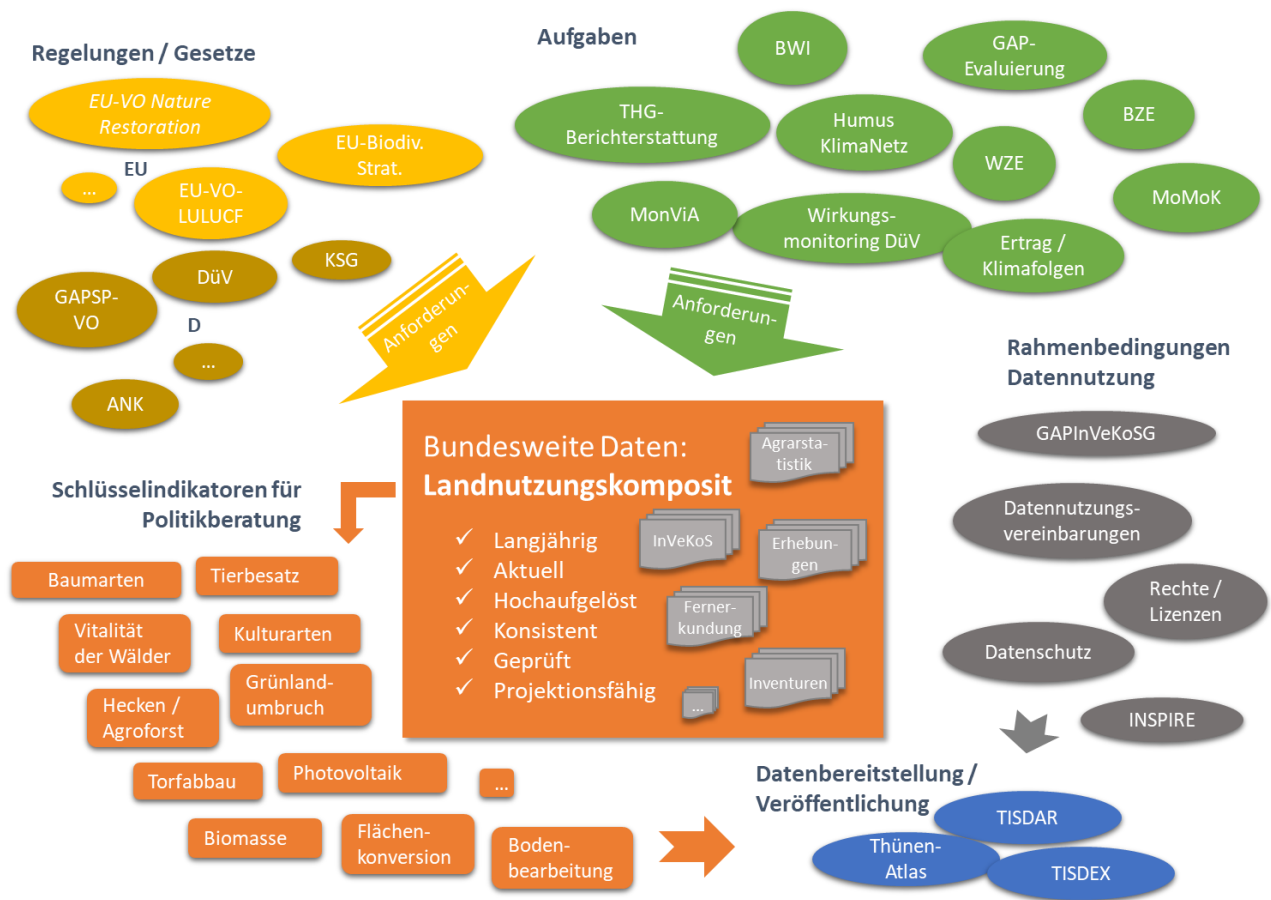 Regelungen / Gesetze
EU-VO Nature
Restoration
EU-Biodiv.
Strat.
EU
...
EU-VO-
LULUCF
KSG
DüV
GAPSP-
VO
D
...
ANK
Anforderun-
gen
Aufgaben
BWI
GAP-
Evaluierung
THG-
Berichterstattung
Humus
KlimaNetz
BZE
WZE
MoMoK
MonViA
Wirkungs-
monitoring DüV
Ertrag /
Klimafolgen
Anforderun-
gen
Rahmenbedingungen
Datennutzung
GAPInVeKoSG
Datennutzungs-
vereinbarungen
Rechte /
Lizenzen
Datenschutz
INSPIRE
Bundesweite Daten:
Landnutzungskomposit
✓ Langjährig
✓ Aktuell
✓ Hochaufgelöst
✓ Konsistent
✓ Geprüft
✓ Projektionsfähig
Agrarsta-
tistik
InVeKoS
Erhebun-
gen
Ferner-
kundung
Inventuren
...
Schlüsselindikatoren für
Politikberatung
Baumarten
Tierbesatz
Vitalität
der Wälder
Kulturarten
Hecken /
Agroforst
Grünland-
umbruch
Torfabbau
Photovoltaik
...
Biomasse
Flächen-
konversion
Boden-
bearbeitung
Datenbereitstellung /
Veröffentlichung
TISDAR
Thünen-
Atlas
TISDEX